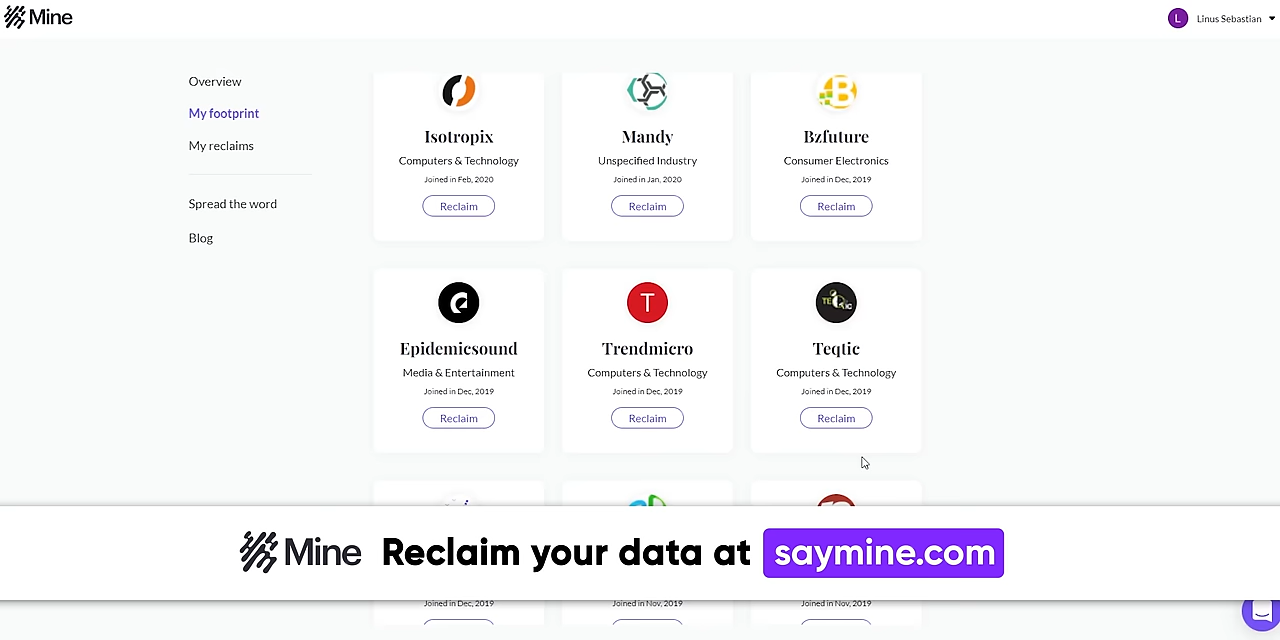 Mine
L Linus Sebastian
Overview
My footprint
My reclaims
Spread the word
Blog
Isotropix
Computers & Technology
Joined in Feb, 2020
Reclaim
Mandy
Unspecified Industry
Joined in Jan, 2020
Reclaim
B
Bzfuture
Consumer Electronics
Joined in Dec, 2019
Reclaim
Epidemicsound
Media & Entertainment
Joined in Dec, 2019
Reclaim
T
Trendmicro
Computers & Technology
Joined in Dec, 2019
Reclaim
Teqtic
Computers & Technology
Joined in Dec, 2019
Reclaim
Mine Reclaim your data at saymine.com
Joined in Dec, 2019
Joined in Nov, 2019
Joined in Nov, 2019